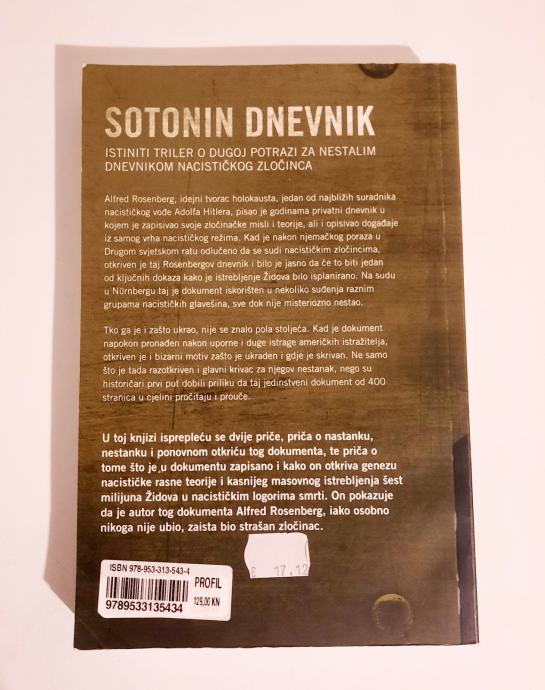 SOTONIN DNEVNIK
ISTINITI TRILER O DUGOJ POTRAZI ZA NESTALIM
DNEVNIKOM NACISTIČKOG ZLOČINCA
Alfred Rosenberg, idejni tvorac holokausta, jedan od najbližih suradnika
nacističkog vođe Adolfa Hitlera, pisao je godinama privatni dnevnik u
kojem je zapisivao svoje zločinačke misli i teorije, ali i opisivao događaje
iz samog vrha nacističkog režima. Kad je nakon njemačkog poraza u
Drugom svjetskom ratu odlučeno da se sudi nacističkim zločincima,
otkriven je taj Rosenbergov dnevnik i bilo je jasno da će to biti jedan
od ključnih dokaza kako je istrebljenje Židova bilo isplanirano. Na sudu
u Nürnbergu taj je dokument iskorišten u nekoliko suđenja raznim
grupama nacističkih glavešina, sve dok nije misteriozno nestao.
Tko ga je i zašto ukrao, nije se znalo pola stoljeća. Kad je dokument
napokon pronađen nakon uporne i duge istrage američkih istražitelja,
otkriven je i bizarni motiv zašto je ukraden i gdje je skrivan. Ne samo
što je tada razotkriven i glavni krivac za njegov nestanak, nego su
historičari prvi put dobili priliku da taj jedinstveni dokument od 400
stranica u cjelini pročitaju i prouče.
U toj knjizi isprepleću se dvije priče, priča o nastanku,
nestanku i ponovnom otkriću tog dokumenta, te priča o
tome što je u dokumentu zapisano i kako on otkriva genezu
nacističke rasne teorije i kasnijeg masovnog istrebljenja šest
milijuna Židova u nacističkim logorima smrti. On pokazuje
da je autor tog dokumenta Alfred Rosenberg, iako osobno
nikoga nije ubio, zaista bio strašan zločinac.
€ 17.12
ISBN 978-953-313-543-4
PROFIL
129,00 KN
9789533135434